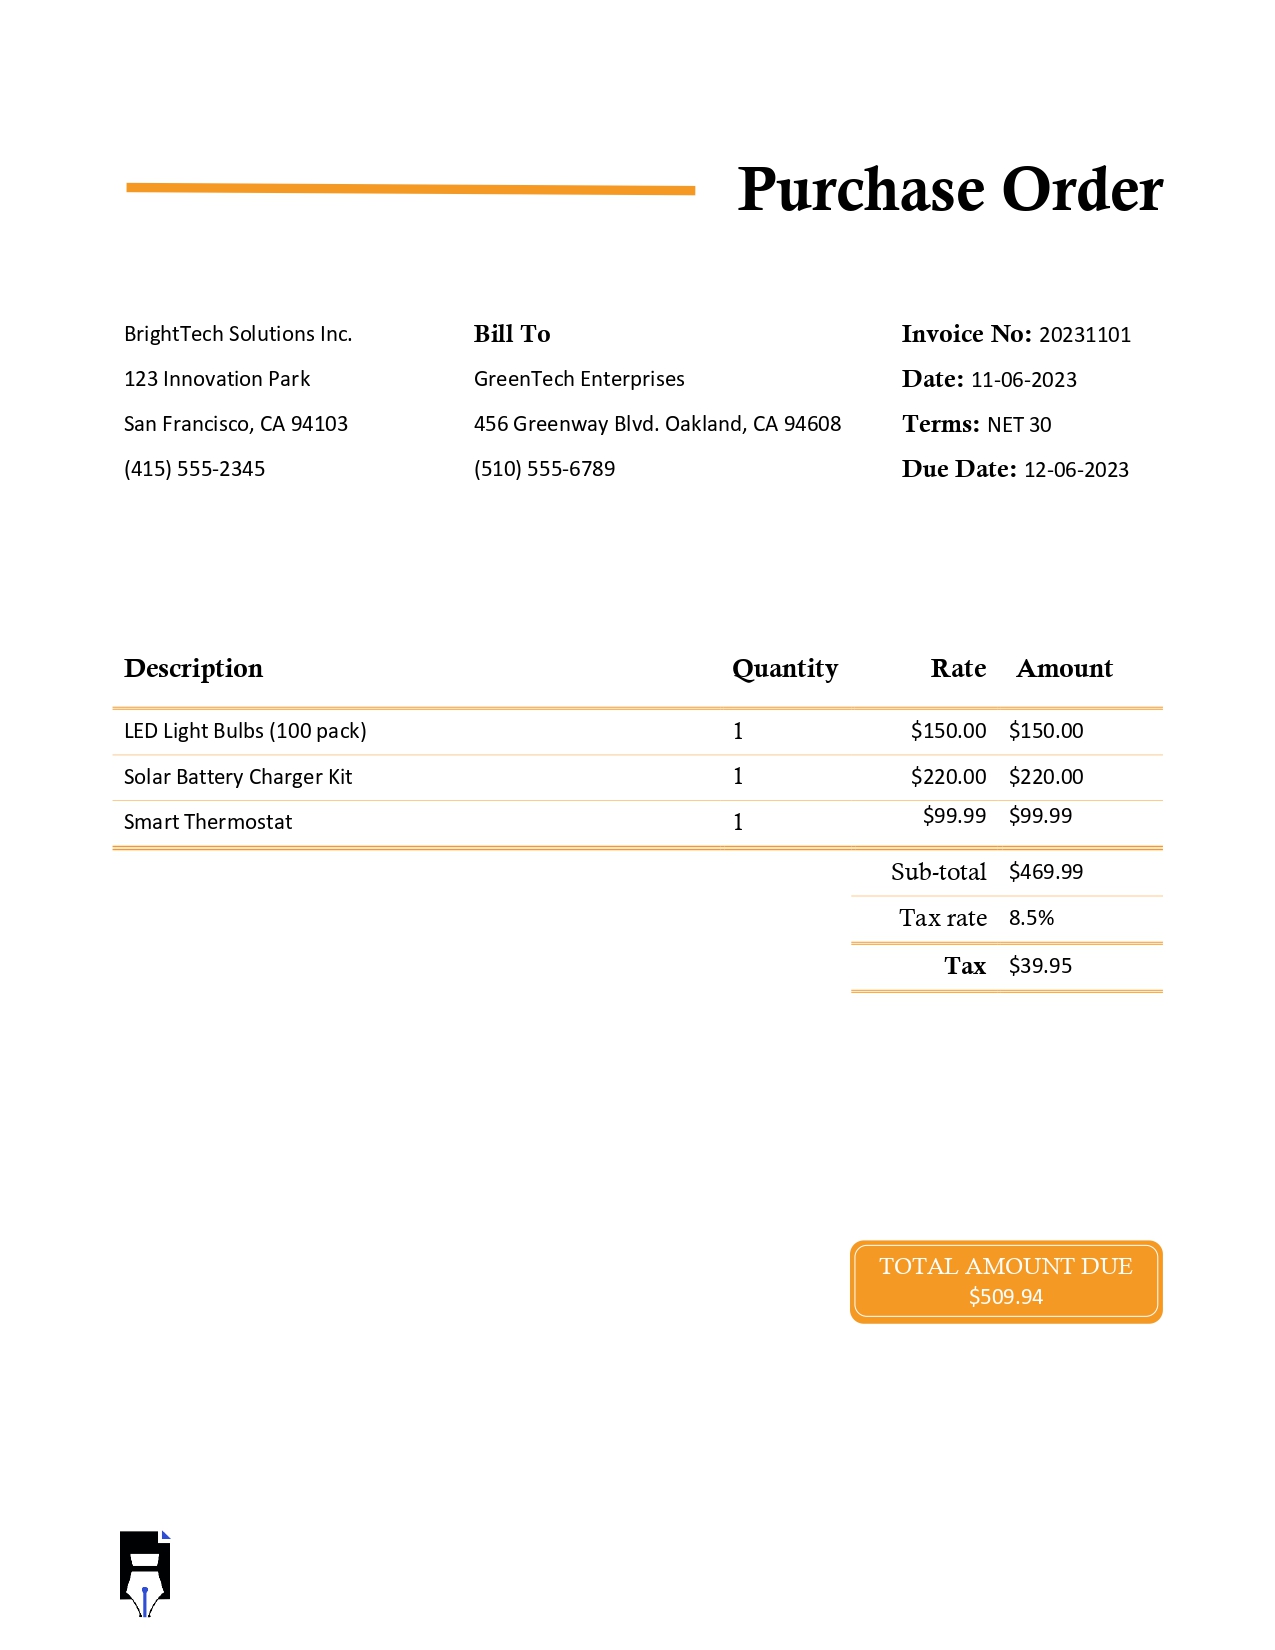 Purchase Order
BrightTech Solutions Inc.
123 Innovation Park
San Francisco, CA 94103
(415) 555-2345
Bill To
GreenTech Enterprises
456 Greenway Blvd. Oakland, CA 94608
(510) 555-6789
Invoice No: 20231101
Date: 11-06-2023
Terms: NET 30
Due Date: 12-06-2023
Description Quantity Rate Amount
LED Light Bulbs (100 pack) 1 $150.00 $150.00
Solar Battery Charger Kit 1 $220.00 $220.00
Smart Thermostat 1 $99.99 $99.99
Sub-total $469.99
Tax rate 8.5%
Tax $39.95
TOTAL AMOUNT DUE
$509.94